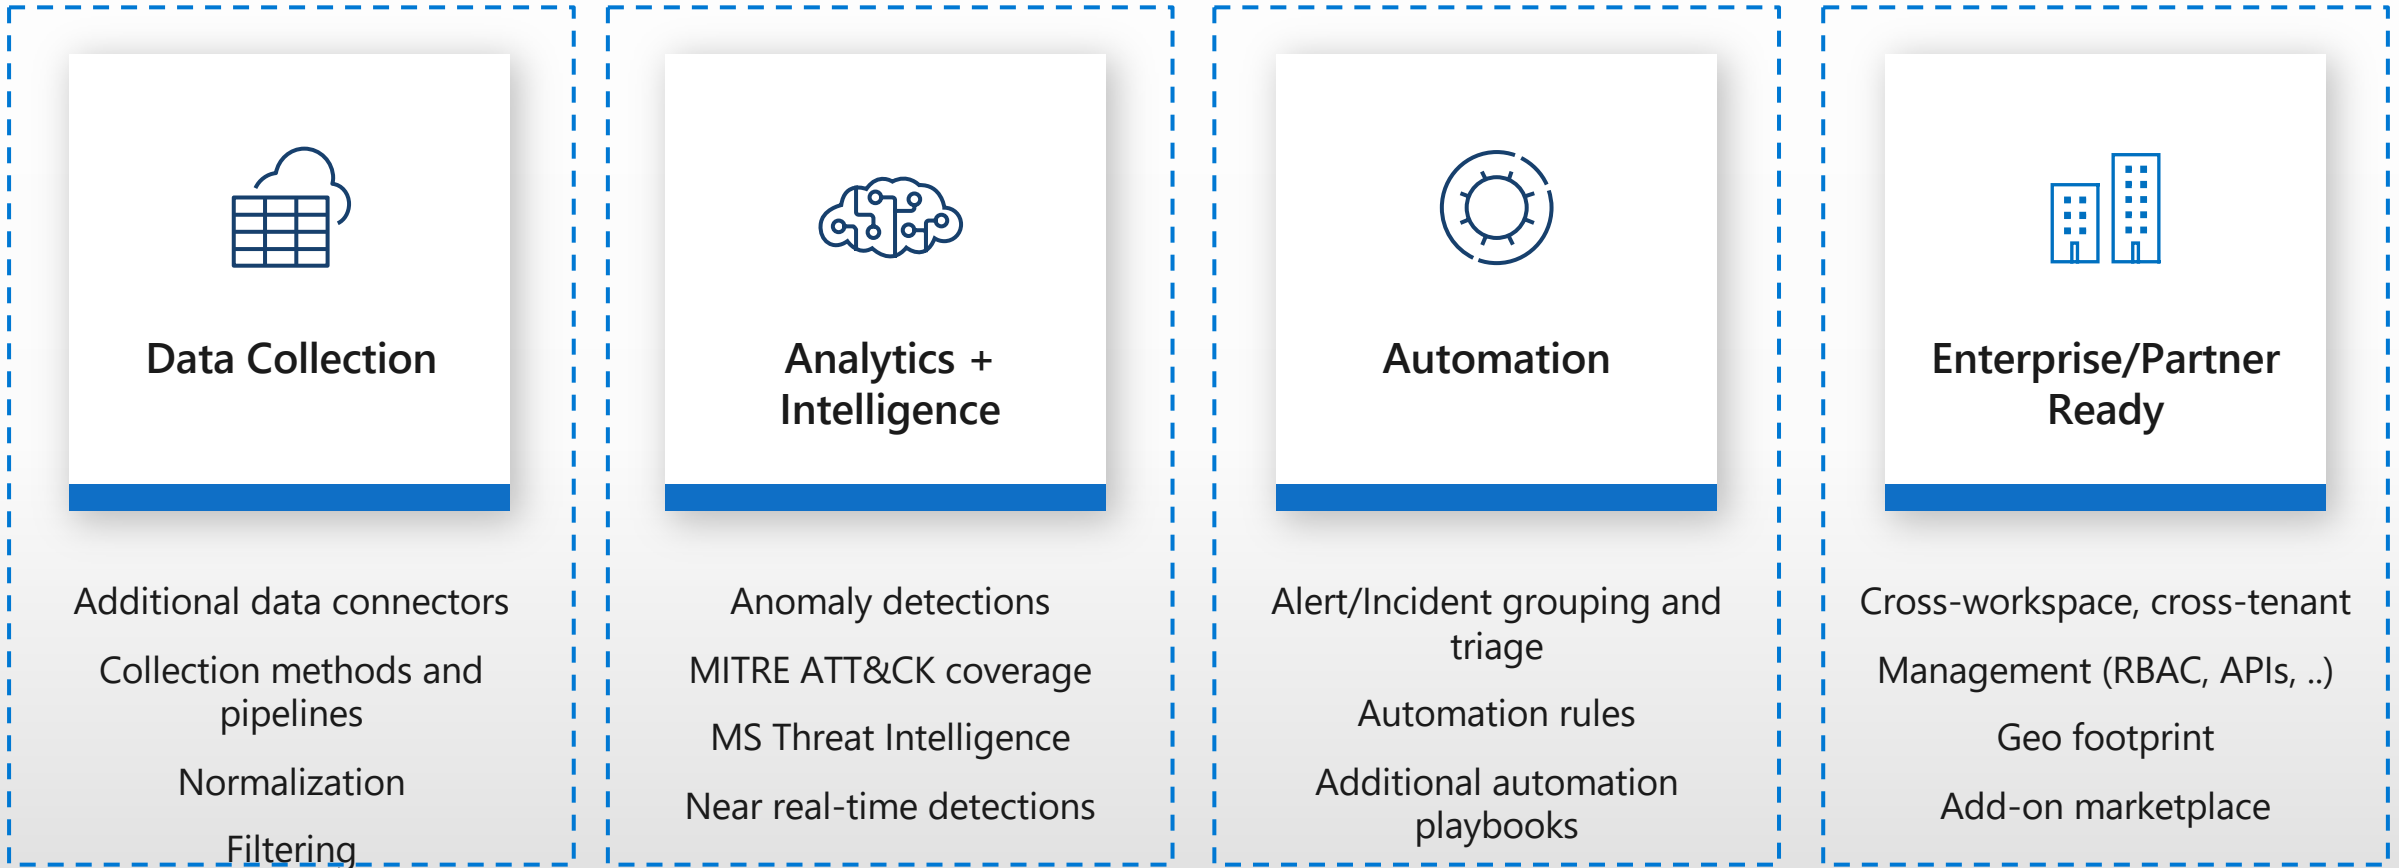 Data Collection
Additional data connectors
Collection methods and
pipelines
Normalization
Filtering
Analytics +
Intelligence
Anomaly detections
MITRE ATT&CK coverage
MS Threat Intelligence
Near real-time detections
Automation
Alert/Incident grouping and
triage
Automation rules
Additional automation
playbooks
Enterprise/Partner
Ready
Cross-workspace, cross-tenant
Management (RBAC, APIs, ..)
Geo footprint
Add-on marketplace